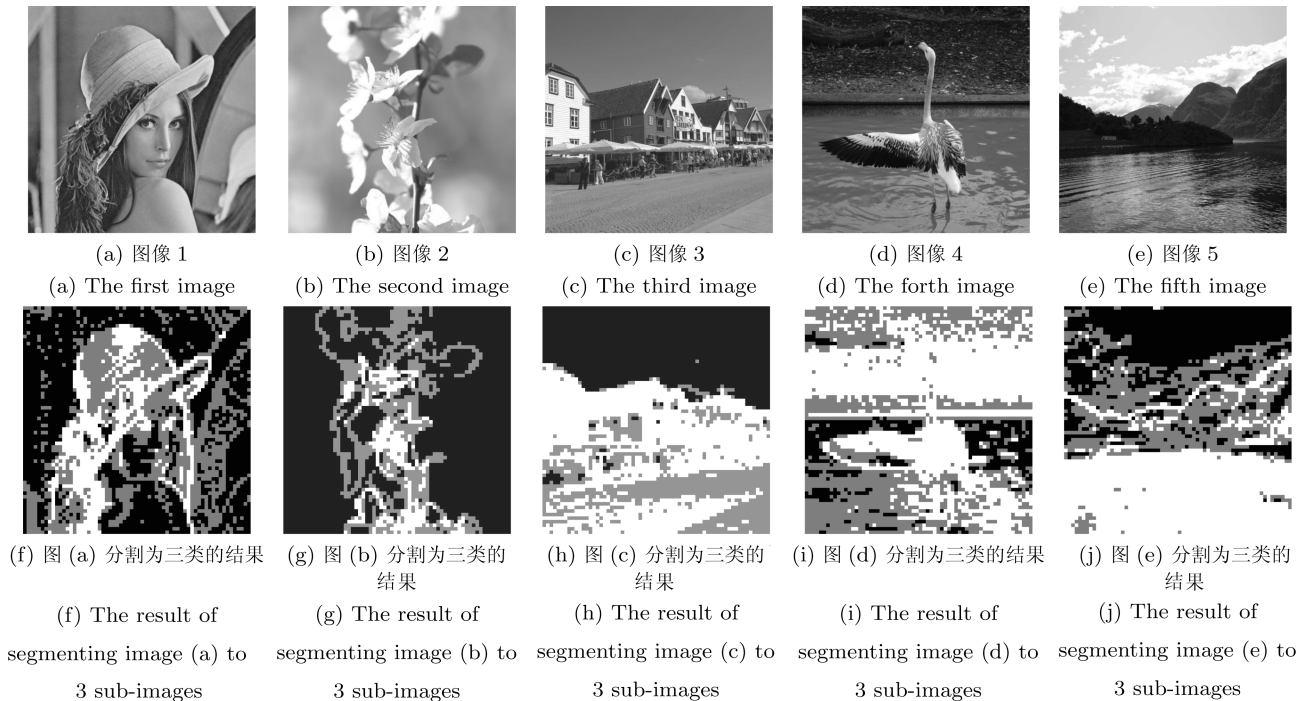 (a) 图像 1
(b) 图像 2
(c) 图像 3
(d) 图像 4
(e) 图像 5
(a) The first image
(b) The second image
(c) The third image
(d) The forth image
(e) The fifth image
(f) 图 (a) 分割为三类的结果
(g) 图 (b) 分割为三类的
结果
(h) 图 (c) 分割为三类的
结果
(i) 图 (d) 分割为三类的结果
(j) 图 (e) 分割为三类的
结果
(f) The result of
segmenting image (a) to
3 sub-images
(g) The result of
segmenting image (b) to
3 sub-images
(h) The result of
segmenting image (c) to
3 sub-images
(i) The result of
segmenting image (d) to
3 sub-images
(j) The result of
segmenting image (e) to
3 sub-images